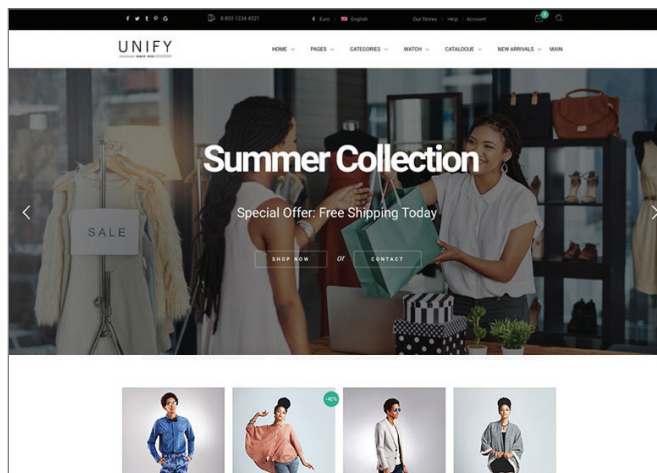 8 800 1234 4321
€ Euro
English
Our Stores | Help | Account
UNIFY
HOME PAGES CATEGORIES WATCH CATALOGUE NEW ARRIVALS MAIN
Summer Collection
Special Offer: Free Shipping Today
SALE
SHOP NOW or CONTACT
-40%